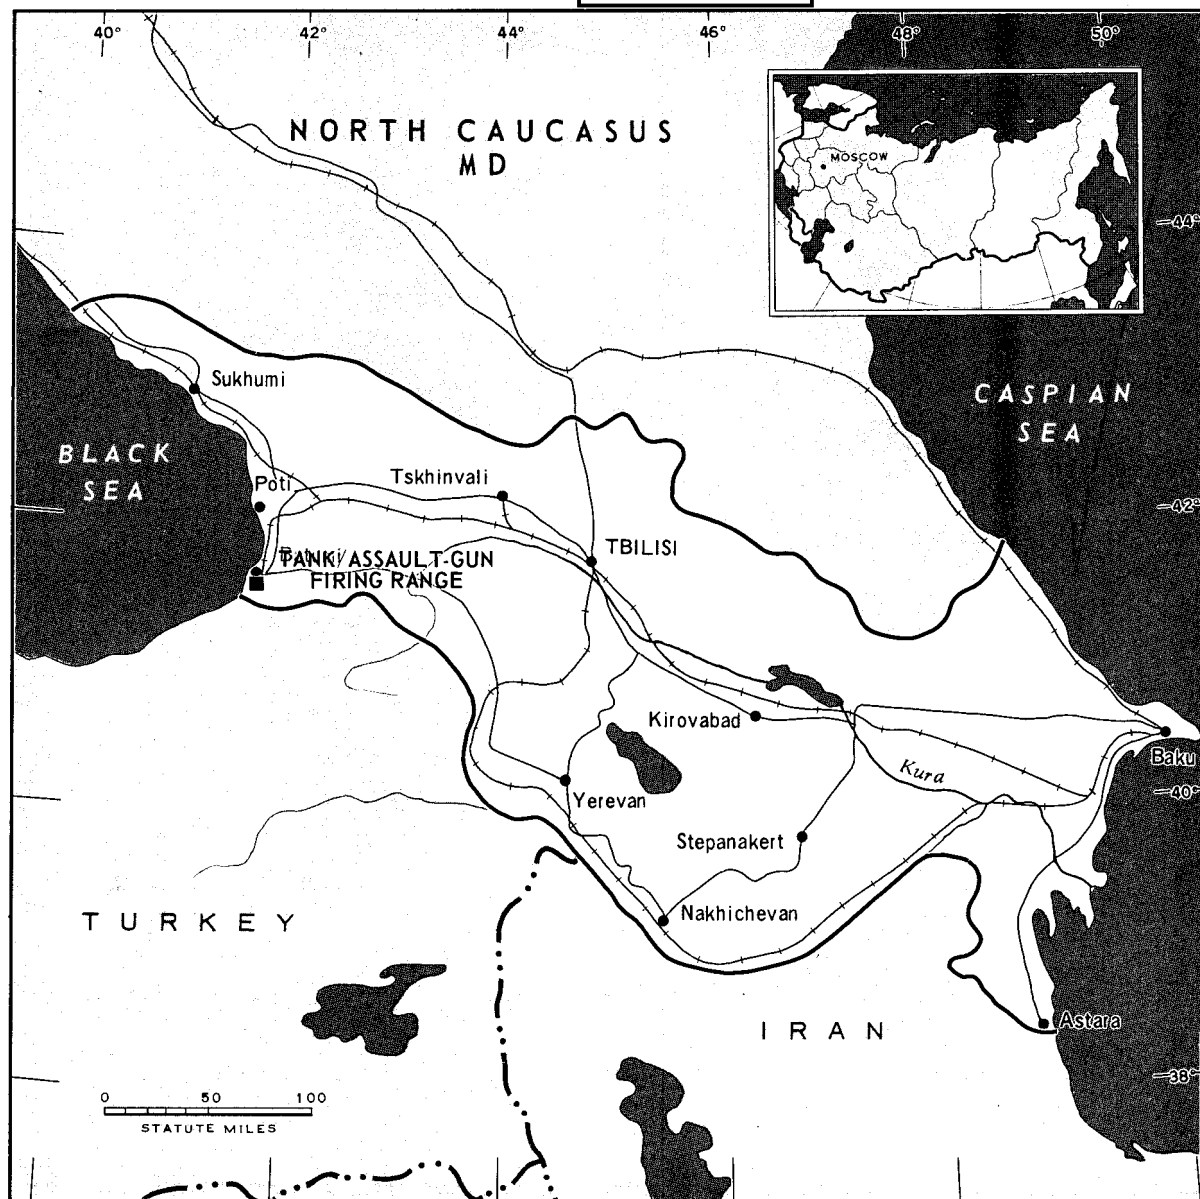 40° 42° 44° 46° 48° 50°
NORTH CAUCASUS
MD
MOSCOW
44°
CASPIAN
SEA
Sukhumi
BLACK
SEA
Poti
Tskhinvali
42°
TBILISI
TANK/ASSAULT-GUN
FIRING RANGE
Kirovabad
Baku
Kura
40°
Yerevan
Stepanakert
Nakhichevan
TURKEY
IRAN
Astara
38°
0 50 100
STATUTE MILES